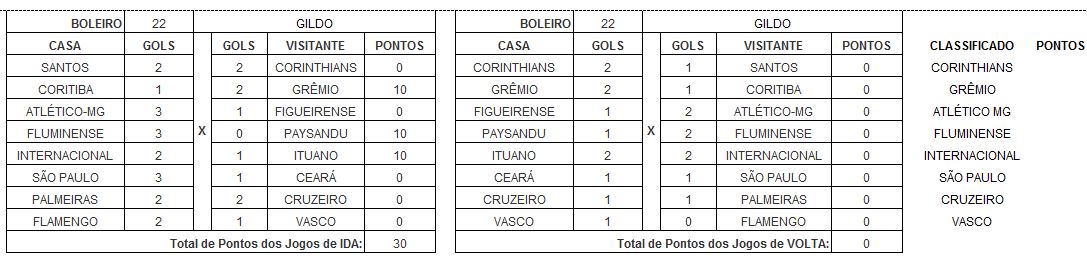 BOLEIRO 22 GILDO BOLEIRO 22 GILDO
CASA GOLS GOLS VISITANTE PONTOS CASA GOLS GOLS VISITANTE PONTOS CLASSIFICADO PONTOS
SANTOS 2 2 CORINTHIANS 0 CORINTHIANS 2 1 SANTOS 0 CORINTHIANS
CORITIBA 1 2 GRÊMIO 10 GRÊMIO 2 1 CORITIBA 0 GRÊMIO
ATLÉTICO-MG 3 1 FIGUEIRENSE 0 FIGUEIRENSE 1 2 ATLÉTICO-MG 0 ATLÉTICO MG
FLUMINENSE 3 X 0 PAYSANDU 10 PAYSANDU 1 X 2 FLUMINENSE 0 FLUMINENSE
INTERNACIONAL 2 1 ITUANO 10 ITUANO 2 2 INTERNACIONAL 0 INTERNACIONAL
SÃO PAULO 3 1 CEARÁ 0 CEARÁ 1 1 SÃO PAULO 0 SÃO PAULO
PALMEIRAS 2 2 CRUZEIRO 0 CRUZEIRO 1 1 PALMEIRAS 0 CRUZEIRO
FLAMENGO 2 1 VASCO 0 VASCO 1 0 FLAMENGO 0 VASCO
Total de Pontos dos Jogos de IDA: 30 Total de Pontos dos Jogos de VOLTA: 0